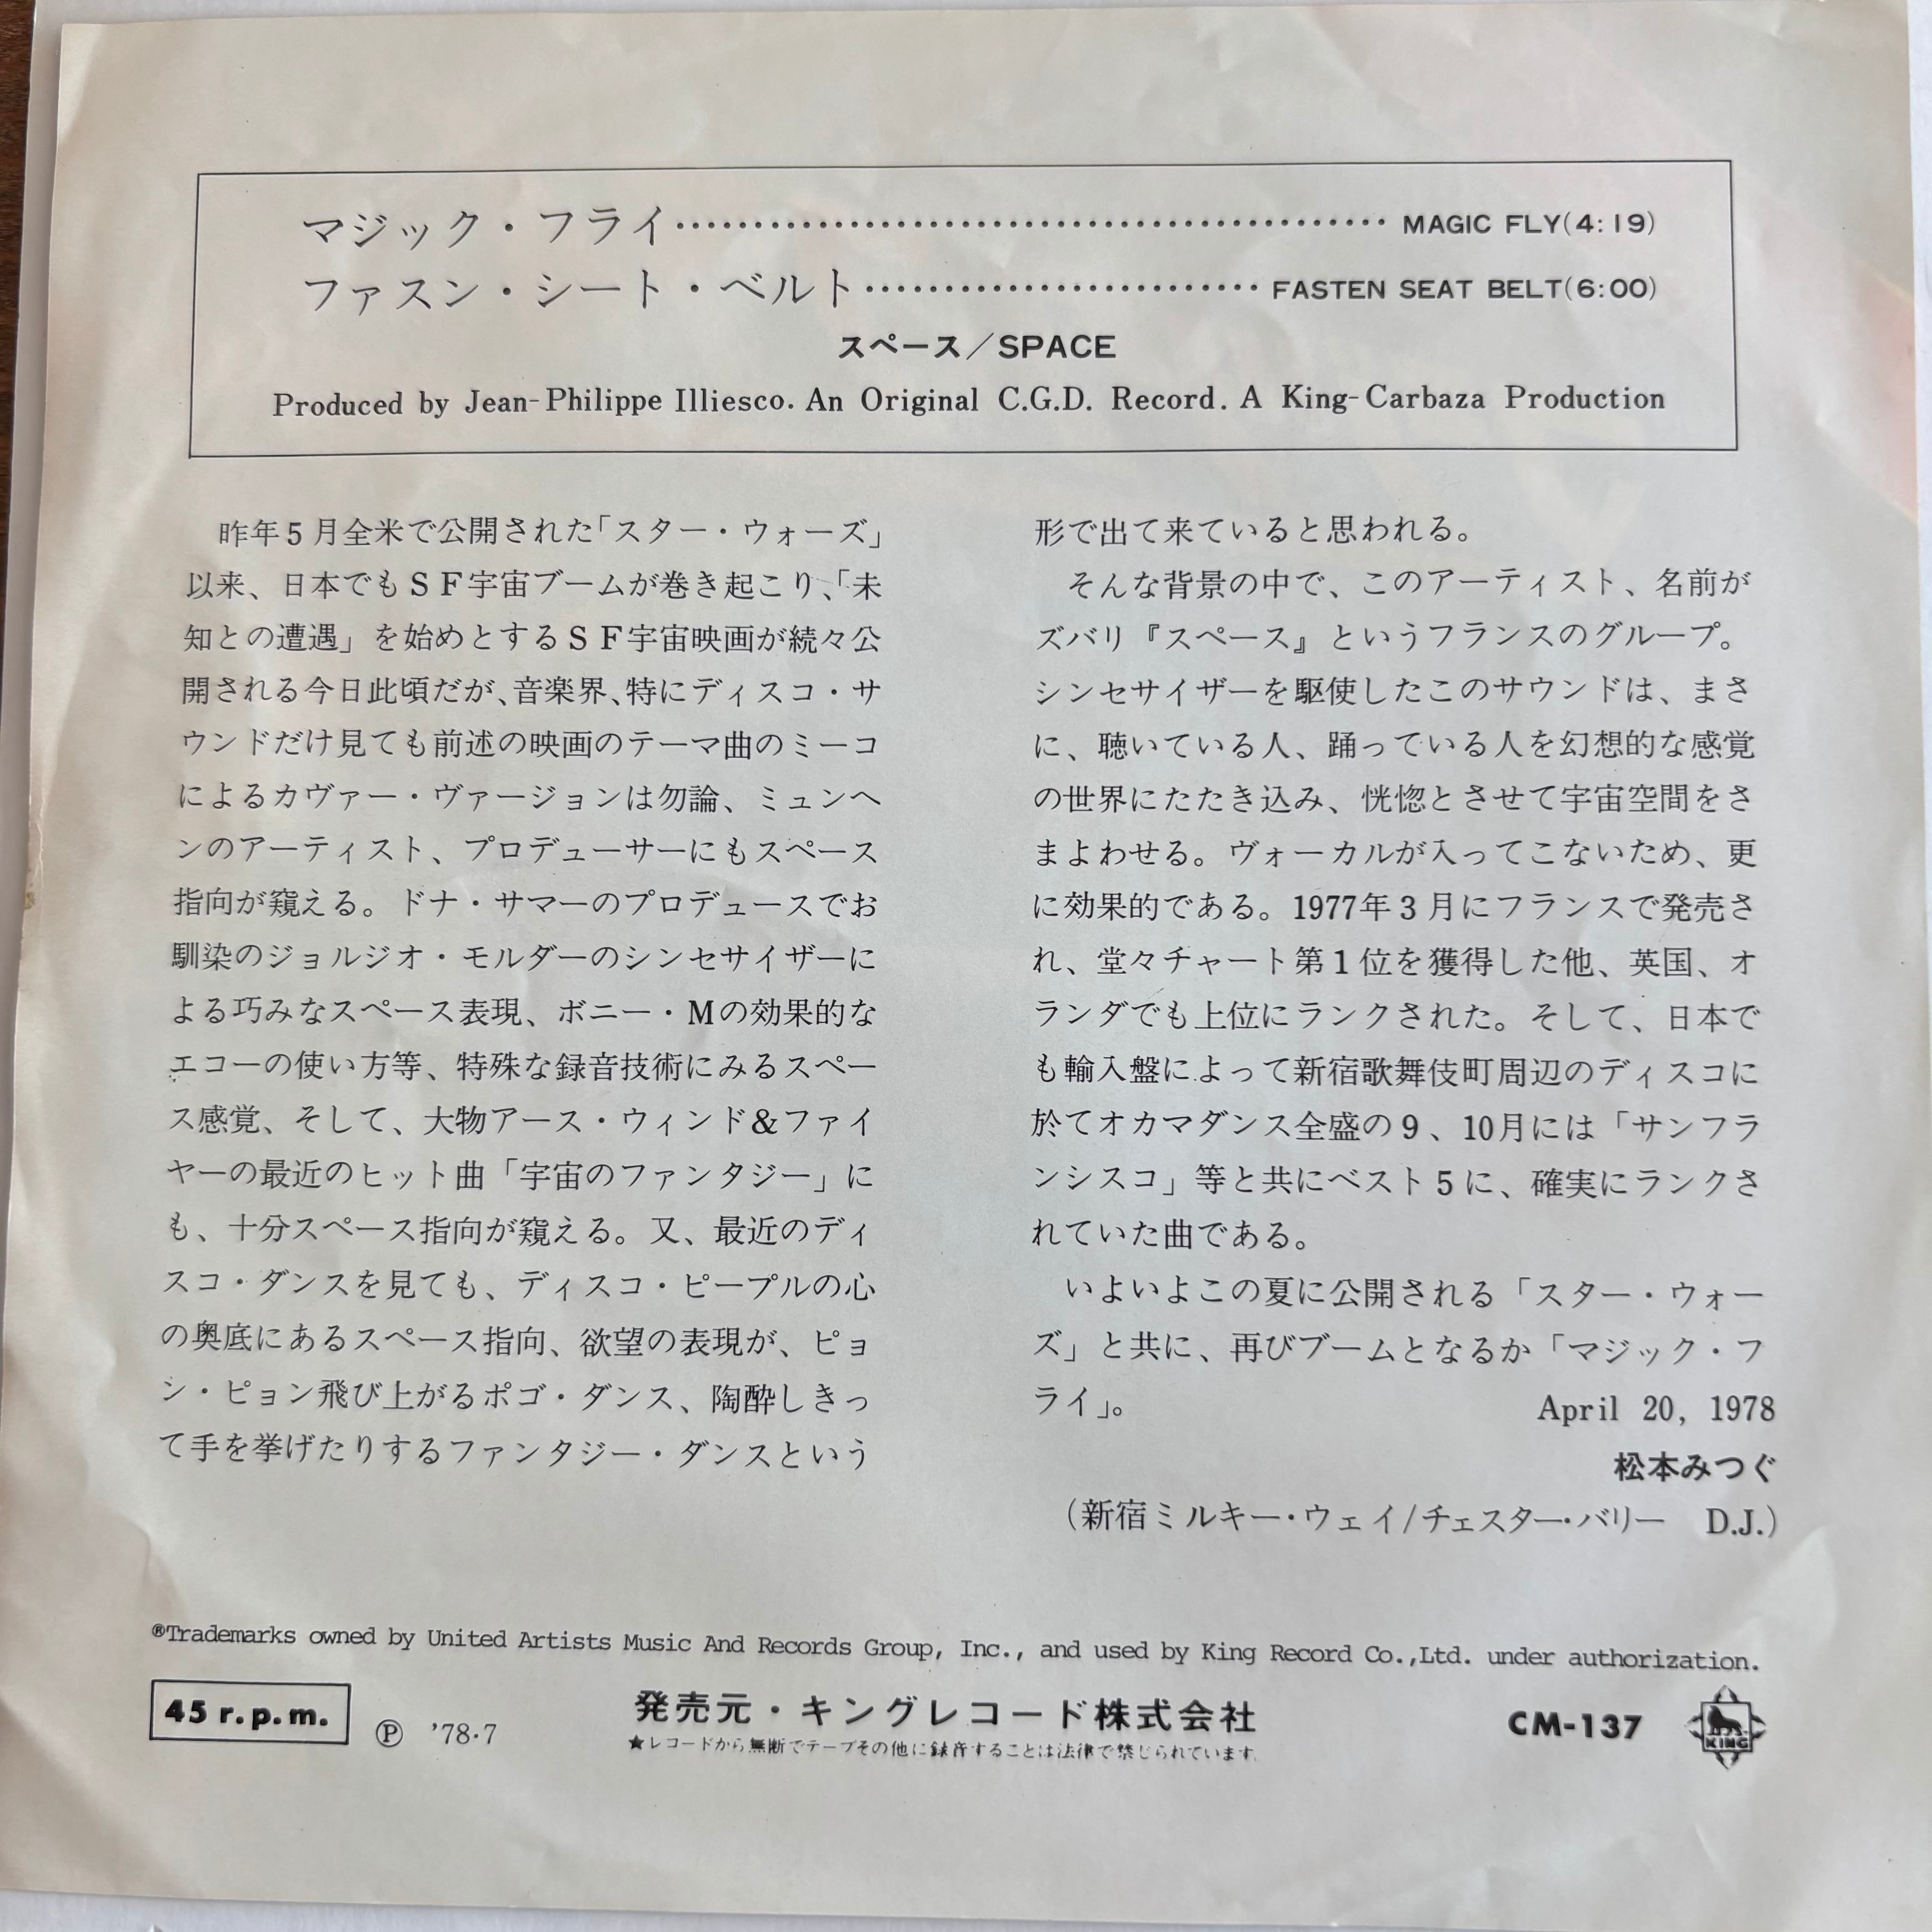 マジック・フライ……………………………………… MAGIC FLY(4:19)
ファスン・シート・ベルト…………………… FASTEN SEAT BELT(6:00)
スペース／SPACE
Produced by Jean-Philippe Illiesco. An Original C.G.D. Record. A King-Carbaza Production
昨年5月全米で公開された「スター・ウォーズ」
以来、日本でもＳＦ宇宙ブームが巻き起こり、「未
知との遭遇」を始めとするＳＦ宇宙映画が続々公
開される今日此頃だが、音楽界、特にディスコ・サ
ウンドだけ見ても前述の映画のテーマ曲のミーコ
によるカヴァー・ヴァージョンは勿論、ミュンヘ
ンのアーティスト、プロデューサーにもスペース
指向が窺える。ドナ・サマーのプロデュースでお
馴染のジョルジオ・モルダーのシンセサイザーに
よる巧みなスペース表現、ボニー・Mの効果的な
エコーの使い方等、特殊な録音技術にみるスペー
ス感覚、そして、大物アース・ウィンド&ファイ
ヤーの最近のヒット曲「宇宙のファンタジー」に
も、十分スペース指向が窺える。又、最近のディ
スコ・ダンスを見ても、ディスコ・ピープルの心
の奥底にあるスペース指向、欲望の表現が、ピョ
ン・ピョン飛び上がるポゴ・ダンス、陶酔しきっ
て手を挙げたりするファンタジー・ダンスという
形で出て来ていると思われる。
そんな背景の中で、このアーティスト、名前が
ズバリ『スペース』というフランスのグループ。
シンセサイザーを駆使したこのサウンドは、まさ
に、聴いている人、踊っている人を幻想的な感覚
の世界にたたき込み、恍惚とさせて宇宙空間をさ
まよわせる。ヴォーカルが入ってこないため、更
に効果的である。1977年3月にフランスで発売さ
れ、堂々チャート第1位を獲得した他、英国、オ
ランダでも上位にランクされた。そして、日本で
も輸入盤によって新宿歌舞伎町周辺のディスコに
於てオカマダンス全盛の9、10月には「サンフラ
ンシスコ」等と共にベスト5に、確実にランクさ
れていた曲である。
いよいよこの夏に公開される「スター・ウォー
ズ」と共に、再びブームとなるか「マジック・フ
ライ」。
April 20, 1978
松本みつぐ
（新宿ミルキー・ウェイ/チェスター・バリー　D.J.）
®Trademarks owned by United Artists Music And Records Group, Inc., and used by King Record Co.,Ltd. under authorization.
45 r.p.m.
Ⓟ '78·7
発売元・キングレコード株式会社
★レコードから無断でテープその他に録音することは法律で禁じられています。
CM-137
KING